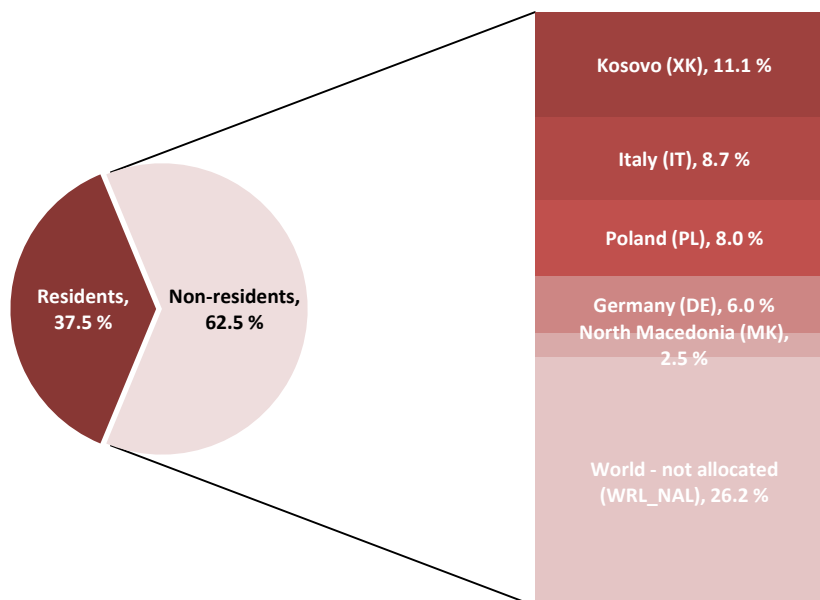 Residents,
37.5 %
Non-residents,
62.5 %
Kosovo (XK), 11.1 %
Italy (IT), 8.7 %
Poland (PL), 8.0 %
Germany (DE), 6.0 %
North Macedonia (MK),
2.5 %
World - not allocated
(WRL_NAL), 26.2 %